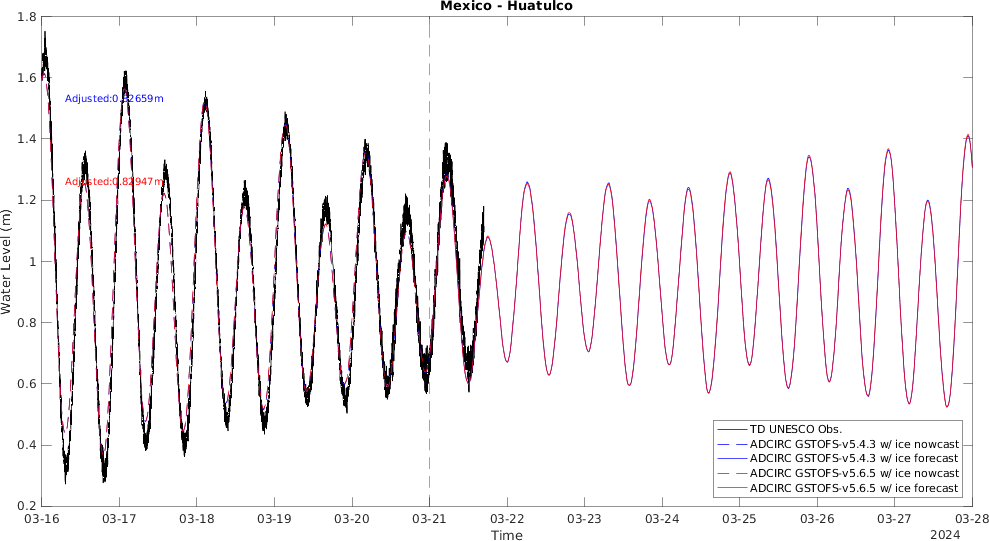 Mexico - Huatulco
1.8
1.6
1.4
1.2
1
0.8
0.6
0.4
0.2
Water Level (m)
Adjusted:0.82659m
Adjusted:0.82947m
TD UNESCO Obs.
ADCIRC GSTOFS-v5.4.3 w/ ice nowcast
ADCIRC GSTOFS-v5.4.3 w/ ice forecast
ADCIRC GSTOFS-v5.6.5 w/ ice nowcast
ADCIRC GSTOFS-v5.6.5 w/ ice forecast
03-16 03-17 03-18 03-19 03-20 03-21 03-22 03-23 03-24 03-25 03-26 03-27 03-28
Time
2024